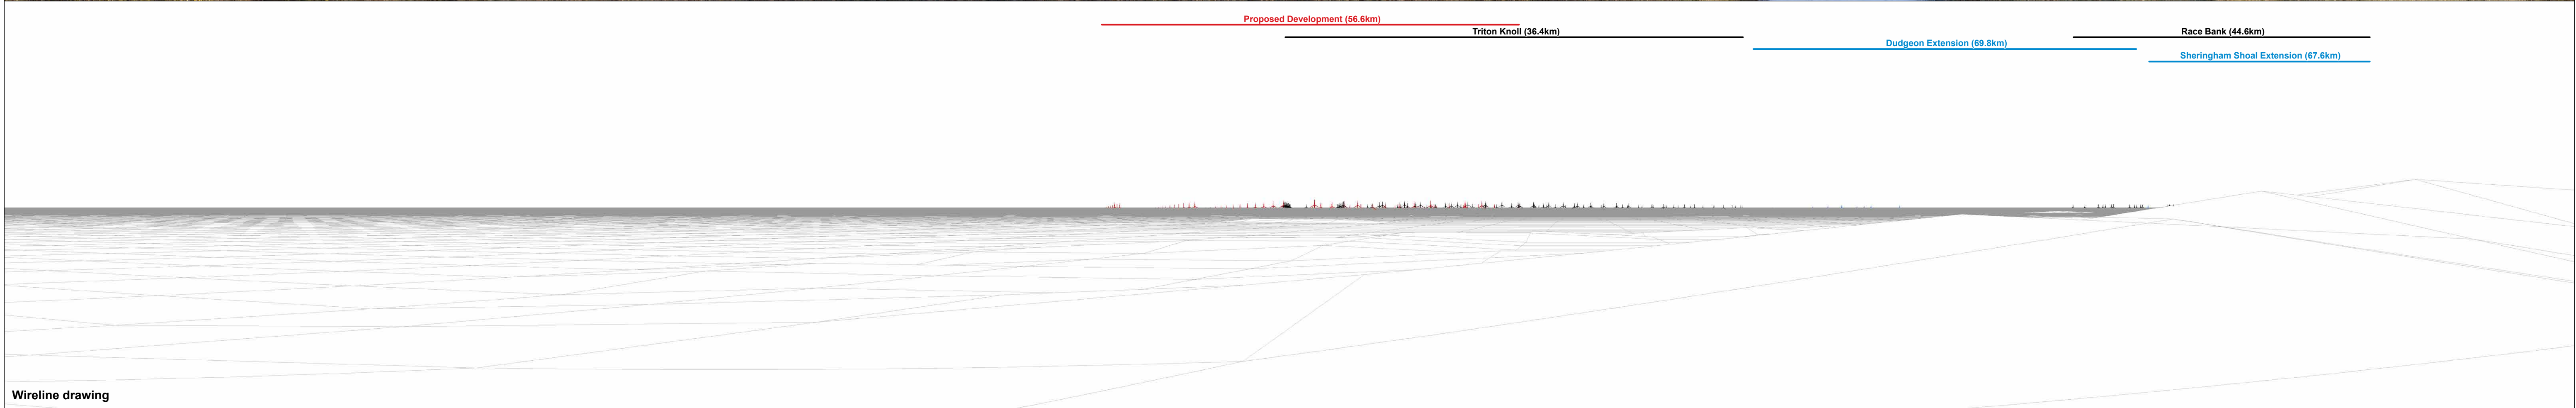 Proposed Development (56.6km)
Triton Knoll (36.4km)
Race Bank (44.6km)
Dudgeon Extension (69.8km)
Sheringham Shoal Extension (67.6km)
Wireline drawing